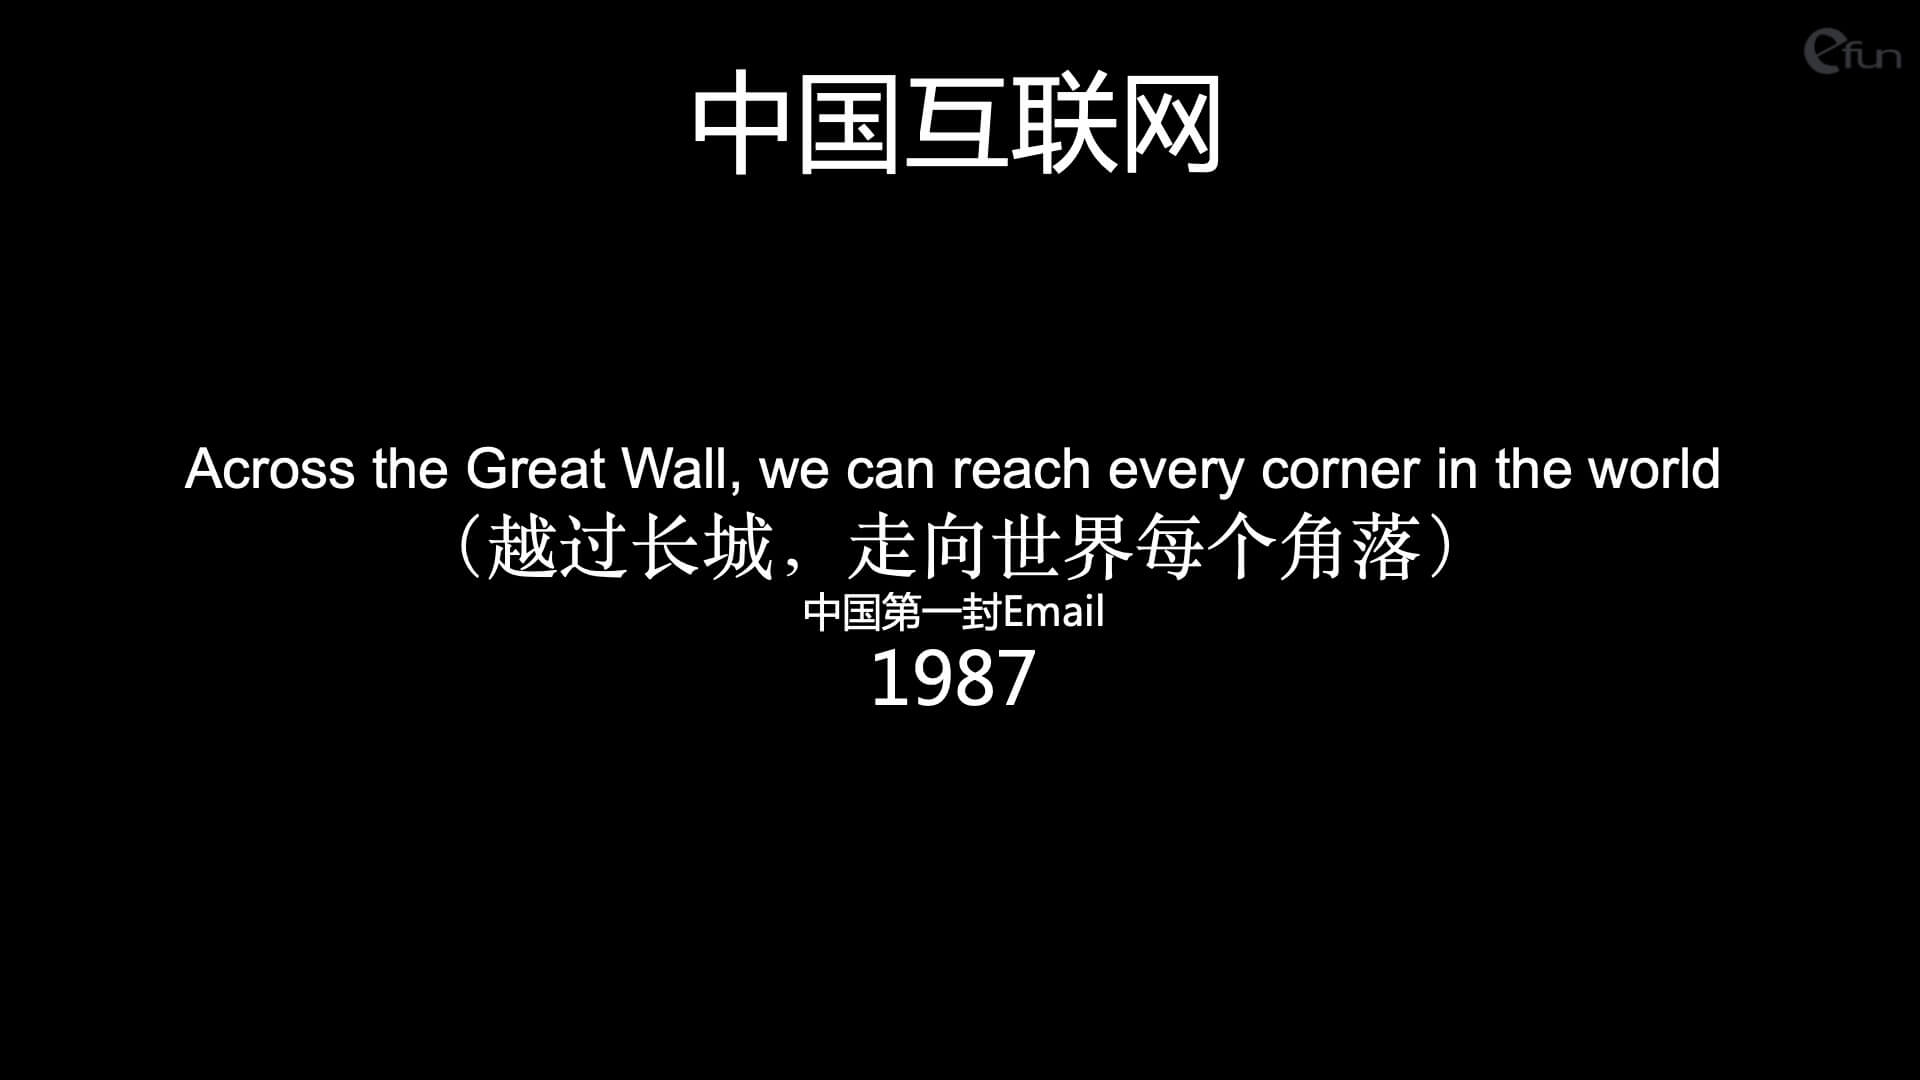 efun
中国互联网
Across the Great Wall, we can reach every corner in the world
（越过长城，走向世界每个角落）
中国第一封Email
1987